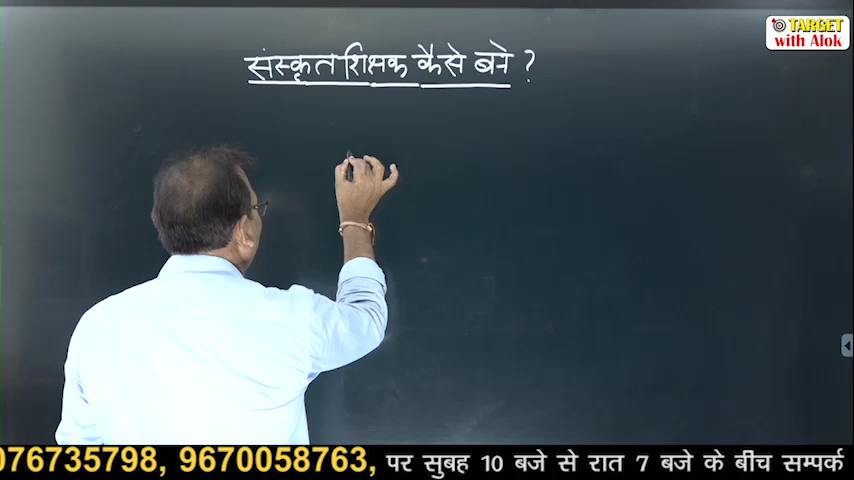 TARGET
with Alok
संस्कृत शिक्षक कैसे बने ?
076735798, 9670058763, पर सुबह 10 बजे से रात 7 बजे के बीच सम्पर्क